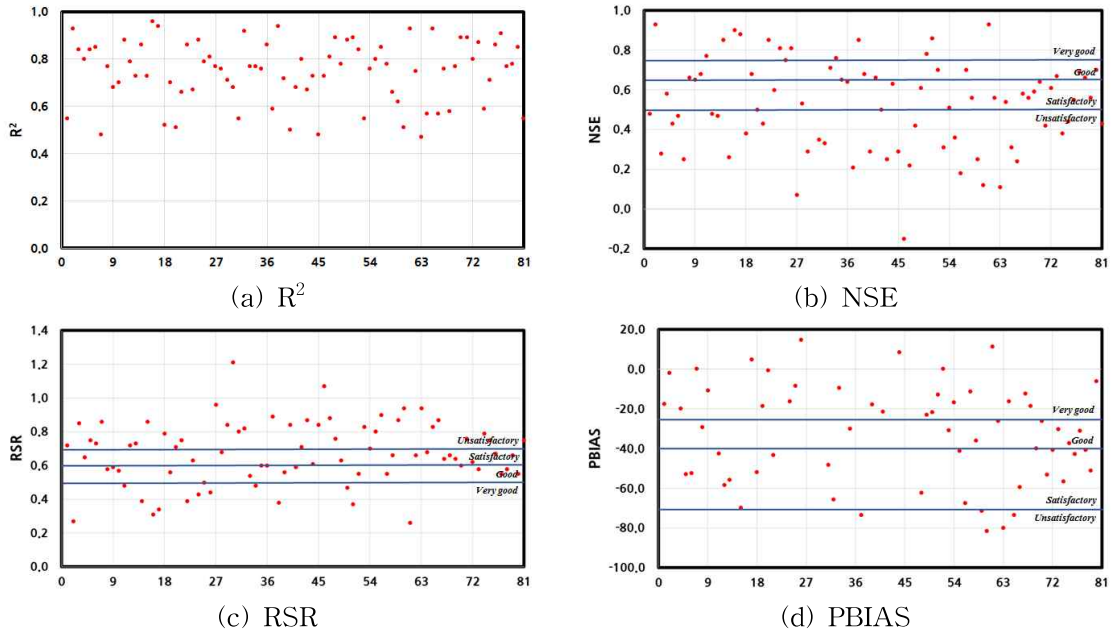 1,0
0,8
0,6
0,4
0,2
0,0
R²
0 9 18 27 36 45 54 63 72 81
(a) R²
1,0
0,8
0,6
0,4
0,2
0,0
-0,2
NSE
Very good
Good
Satisfactory
Unsatisfactory
0 9 18 27 36 45 54 63 72 81
(b) NSE
1,4
1,2
1,0
0,8
0,6
0,4
0,2
0,0
RSR
Unsatisfactory
Satisfactory
Good
Very good
0 9 18 27 36 45 54 63 72 81
(c) RSR
20,0
0,0
-20,0
-40,0
-60,0
-80,0
-100,0
PBIAS
Very good
Good
Satisfactory
Unsatisfactory
0 9 18 27 36 45 54 63 72 81
(d) PBIAS